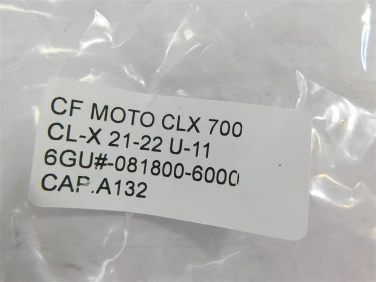 CF MOTO CLX 700
CL-X 21-22 U-11
6GU#-081800-6000
CAP.A132